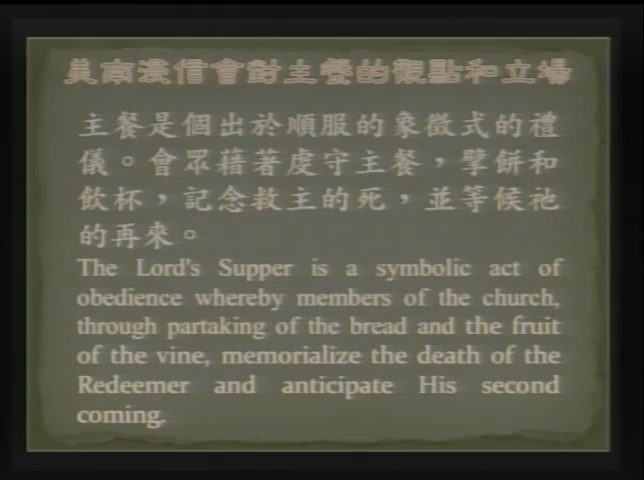 美南浸信會對主餐的觀點和立場
主餐是個出於順服的象徵式的禮
儀。會眾藉著虔守主餐，擘餅和
飲杯，記念救主的死，並等候祂
的再來。
The Lord's Supper is a symbolic act of
obedience whereby members of the church,
through partaking of the bread and the fruit
of the vine, memorialize the death of the
Redeemer and anticipate His second
coming.